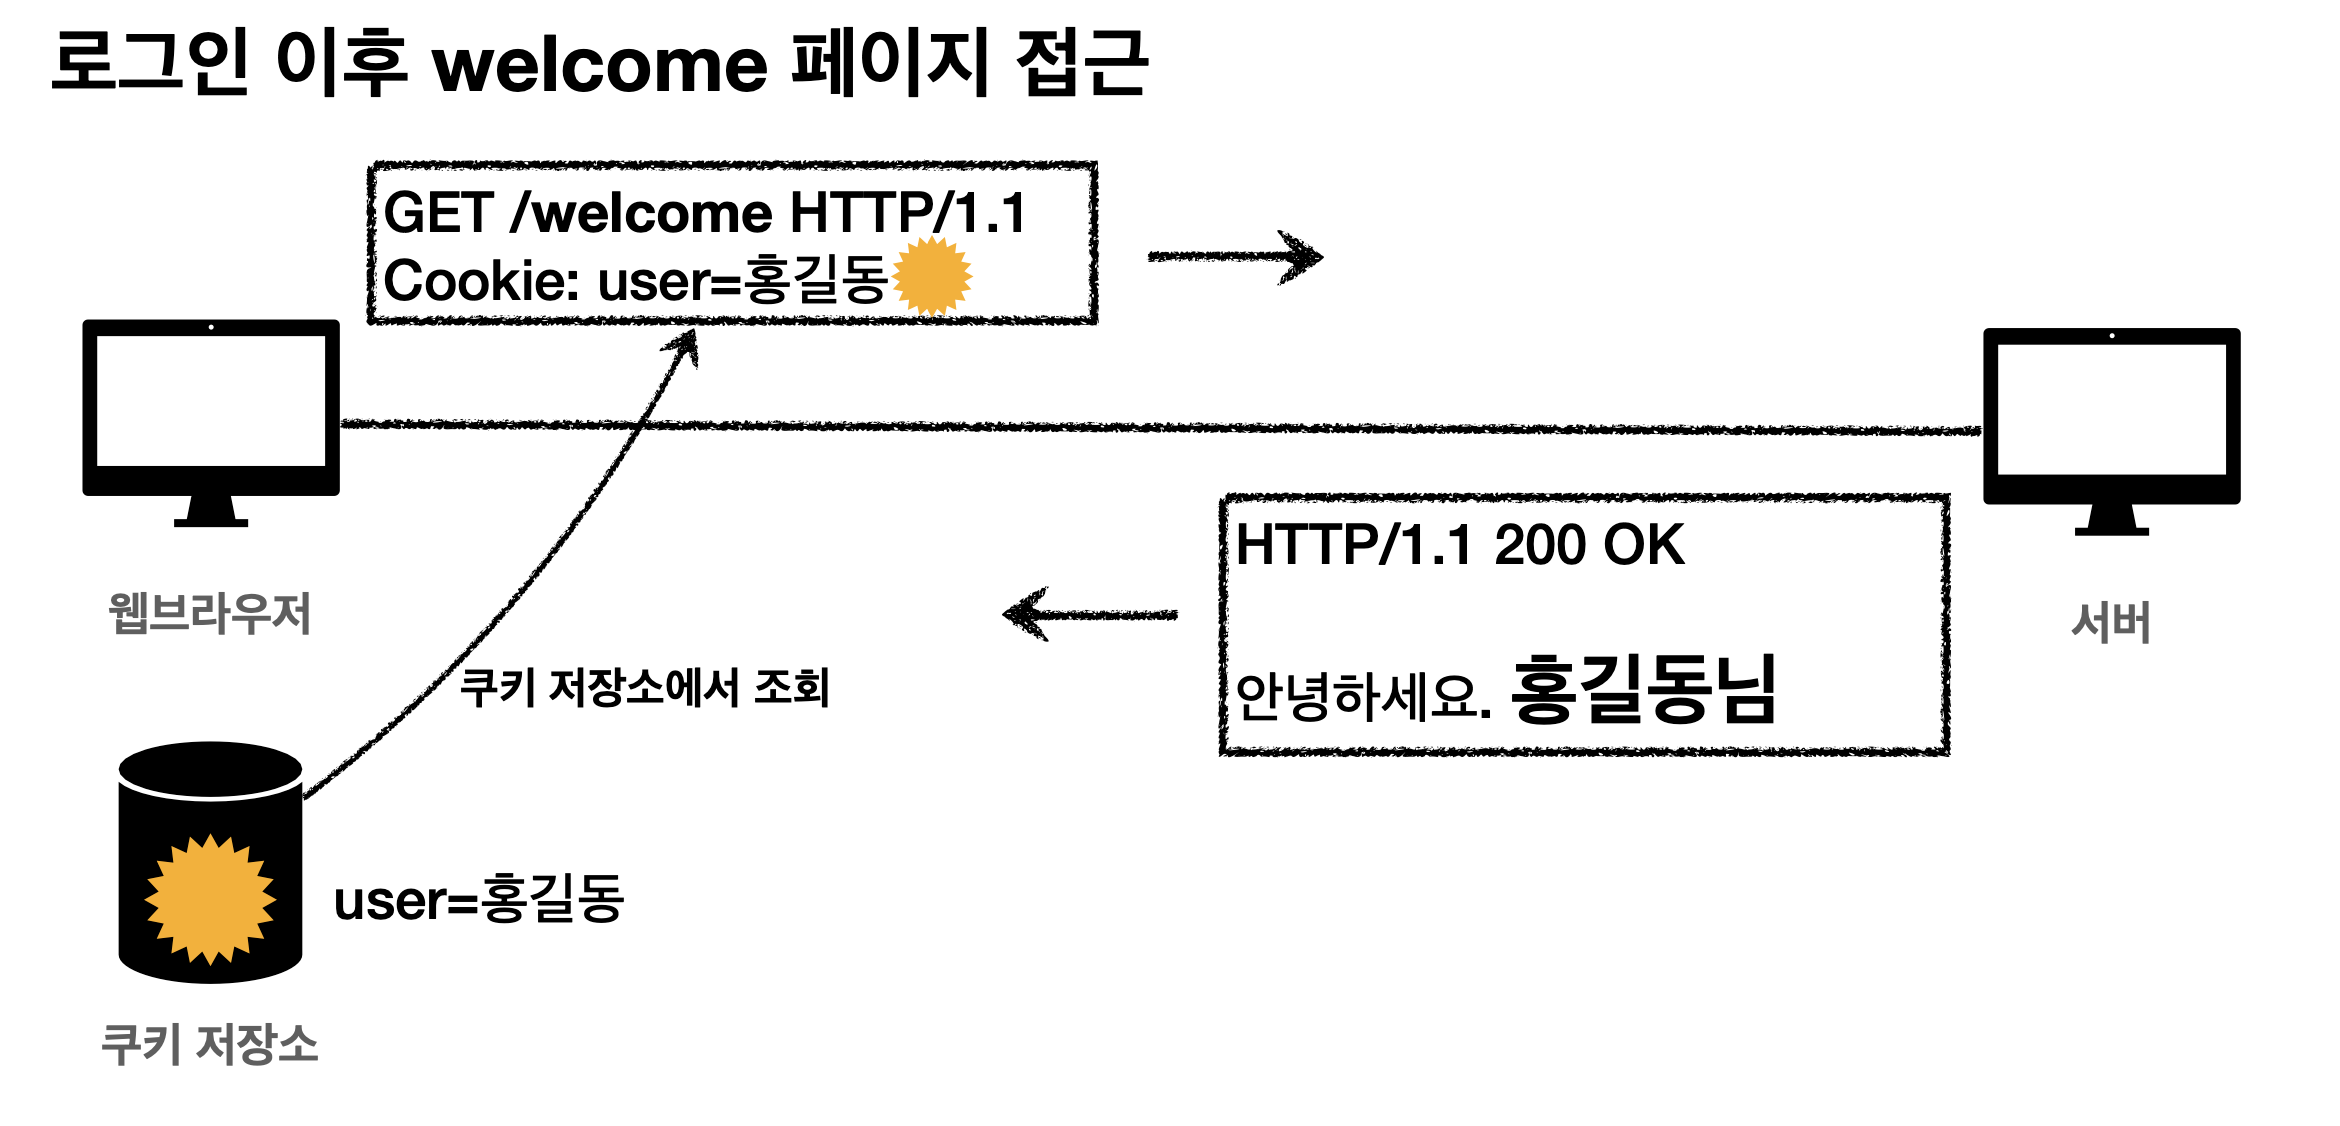 로그인 이후 welcome 페이지 접근
GET /welcome HTTP/1.1
Cookie: user=홍길동
웹브라우저
HTTP/1.1 200 OK
안녕하세요. 홍길동님
서버
쿠키 저장소에서 조회
user=홍길동
쿠키 저장소